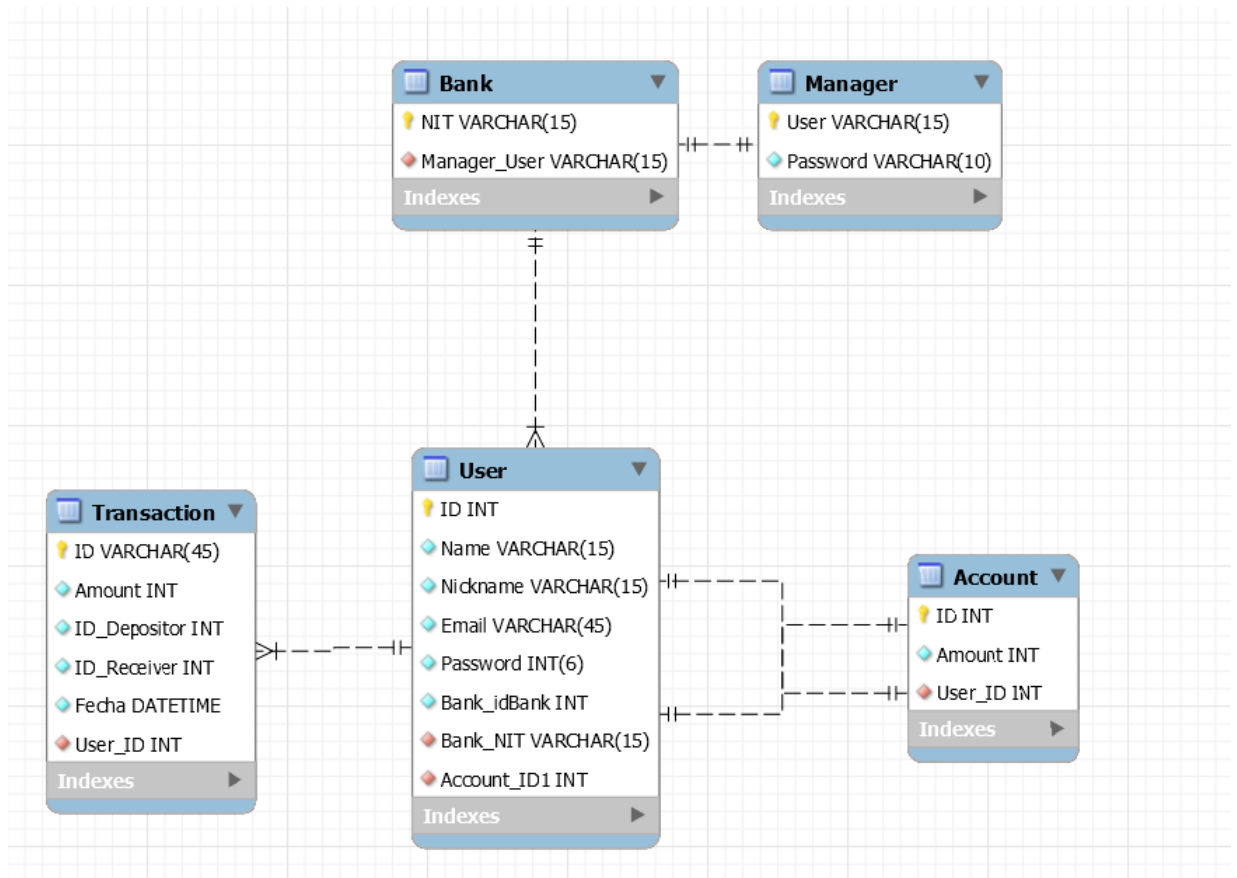 Bank
NIT VARCHAR(15)
Manager_User VARCHAR(15)
Indexes
Manager
User VARCHAR(15)
Password VARCHAR(10)
Indexes
Transaction
ID VARCHAR(45)
Amount INT
ID_Depositor INT
ID_Receiver INT
Fecha DATETIME
User_ID INT
Indexes
User
ID INT
Name VARCHAR(15)
Nickname VARCHAR(15)
Email VARCHAR(45)
Password INT(6)
Bank_idBank INT
Bank_NIT VARCHAR(15)
Account_ID1 INT
Indexes
Account
ID INT
Amount INT
User_ID INT
Indexes